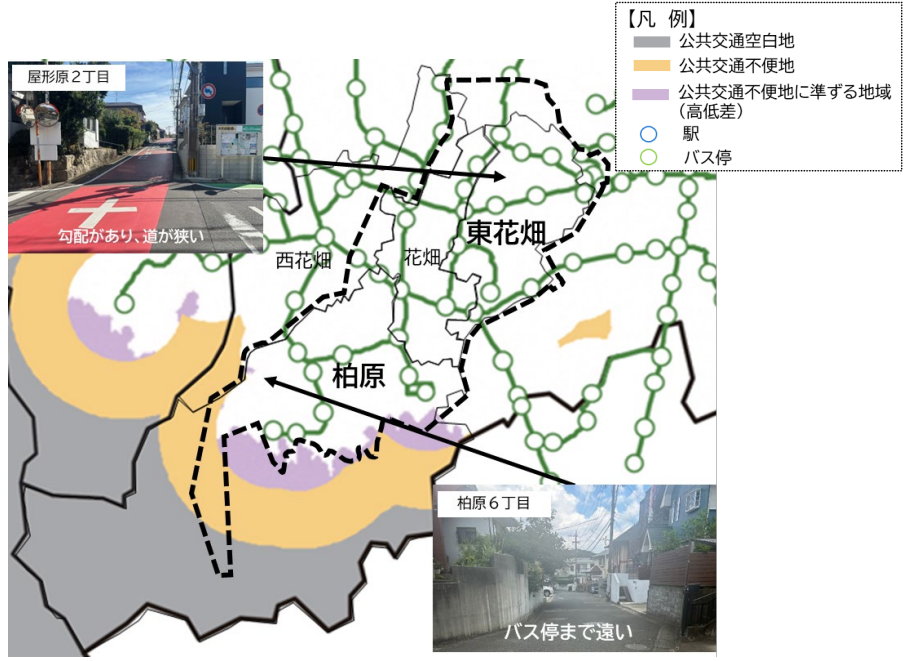 【凡 例】
公共交通空白地
公共交通不便地
公共交通不便地に準ずる地域
(高低差)
駅
バス停
屋形原2丁目
勾配があり、道が狭い
東花畑
西花畑
花畑
柏原
柏原6丁目
バス停まで遠い